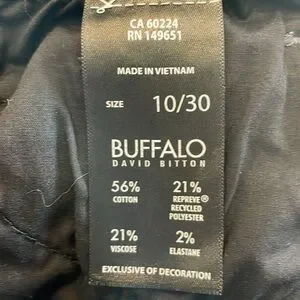 CA 60224
RN 149651
MADE IN VIETNAM
SIZE 10/30
BUFFALO
DAVID BITTON
56%
COTTON
21%
REPREVE®
RECYCLED
POLYESTER
21%
VISCOSE
2%
ELASTANE
EXCLUSIVE OF DECORATION